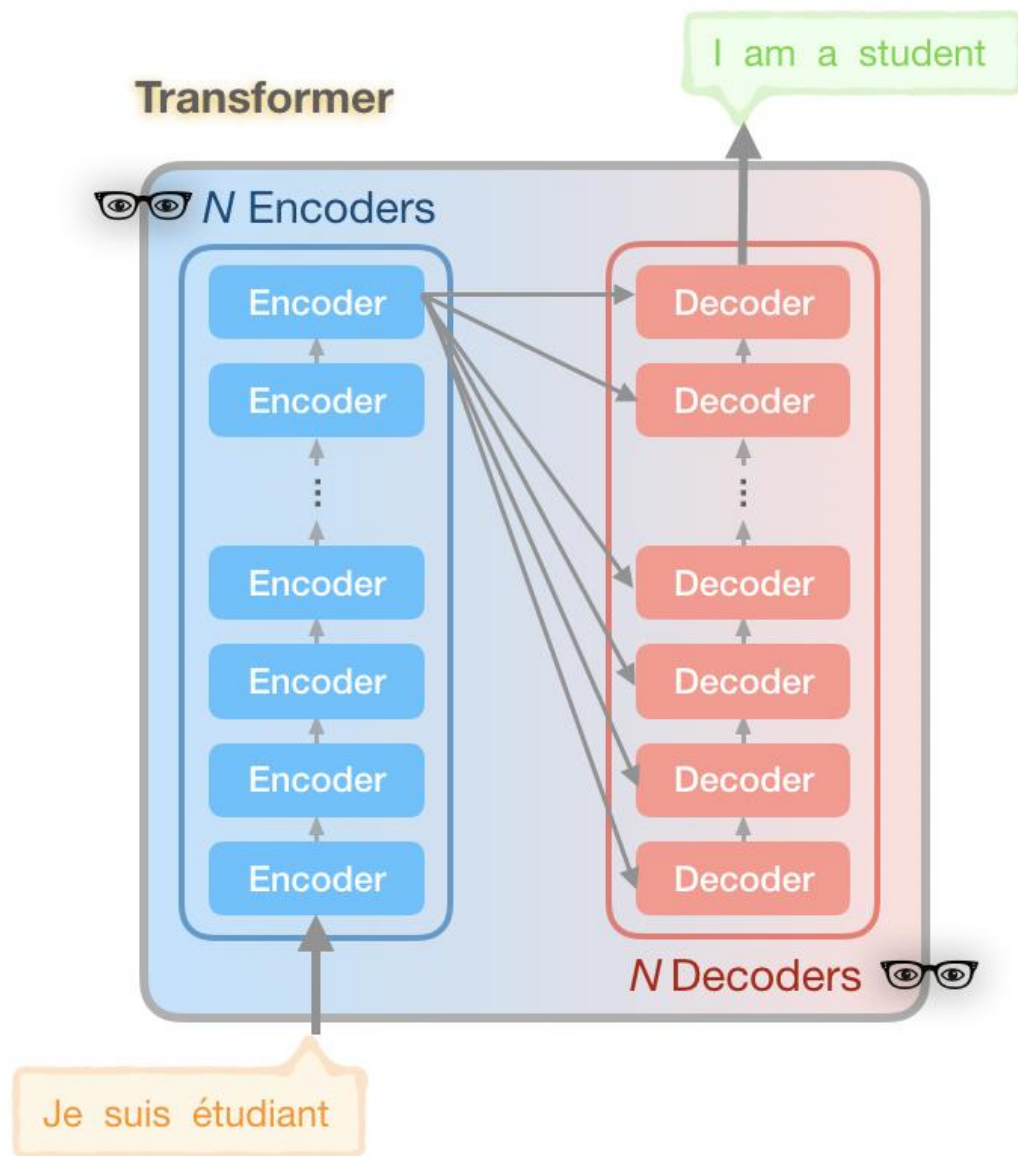 I am a student
Transformer
N Encoders
Encoder
Encoder
...
Encoder
Encoder
Encoder
Encoder
Decoder
Decoder
...
Decoder
Decoder
Decoder
Decoder
N Decoders
Je suis étudiant